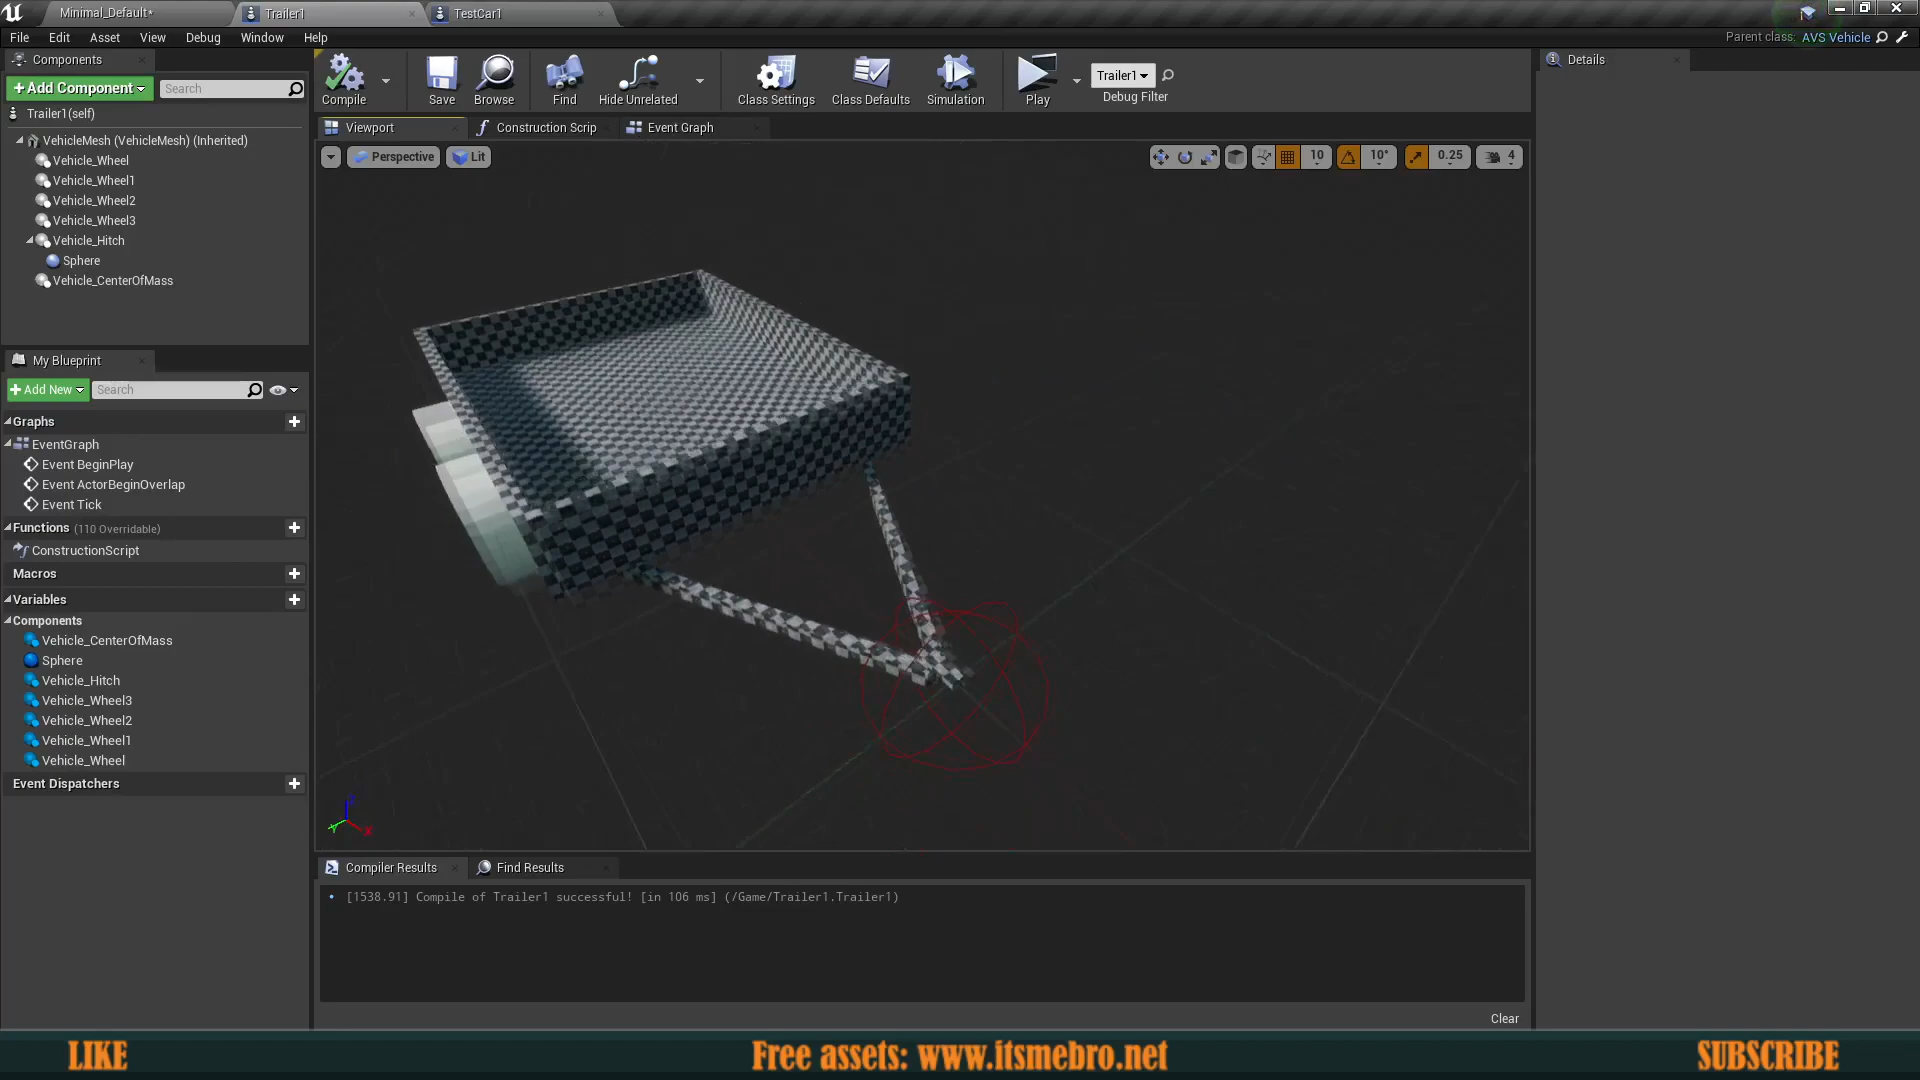 Minimal_Default*
Trailer1
TestCar1
File Edit Asset View Debug Window Help
Parent class: AVS Vehicle
Components
+Add Component
Search
Trailer1(self)
VehicleMesh (VehicleMesh) (Inherited)
Vehicle_Wheel
Vehicle_Wheel1
Vehicle_Wheel2
Vehicle_Wheel3
Vehicle_Hitch
Sphere
Vehicle_CenterOfMass
My Blueprint
+Add New
Search
Graphs
EventGraph
Event BeginPlay
Event ActorBeginOverlap
Event Tick
Functions (110 Overridable)
ConstructionScript
Macros
Variables
Components
Vehicle_CenterOfMass
Sphere
Vehicle_Hitch
Vehicle_Wheel3
Vehicle_Wheel2
Vehicle_Wheel1
Vehicle_Wheel
Event Dispatchers
Compile
Save
Browse
Find
Hide Unrelated
Class Settings
Class Defaults
Simulation
Play
Trailer1
Debug Filter
Viewport
Construction Scrip
Event Graph
Perspective
Lit
10
10°
0.25
4
X
Compiler Results
Find Results
[1538.91] Compile of Trailer1 successful! [in 106 ms] (/Game/Trailer1.Trailer1)
Clear
Details
LIKE
Free assets: www.itsmebro.net
SUBSCRIBE